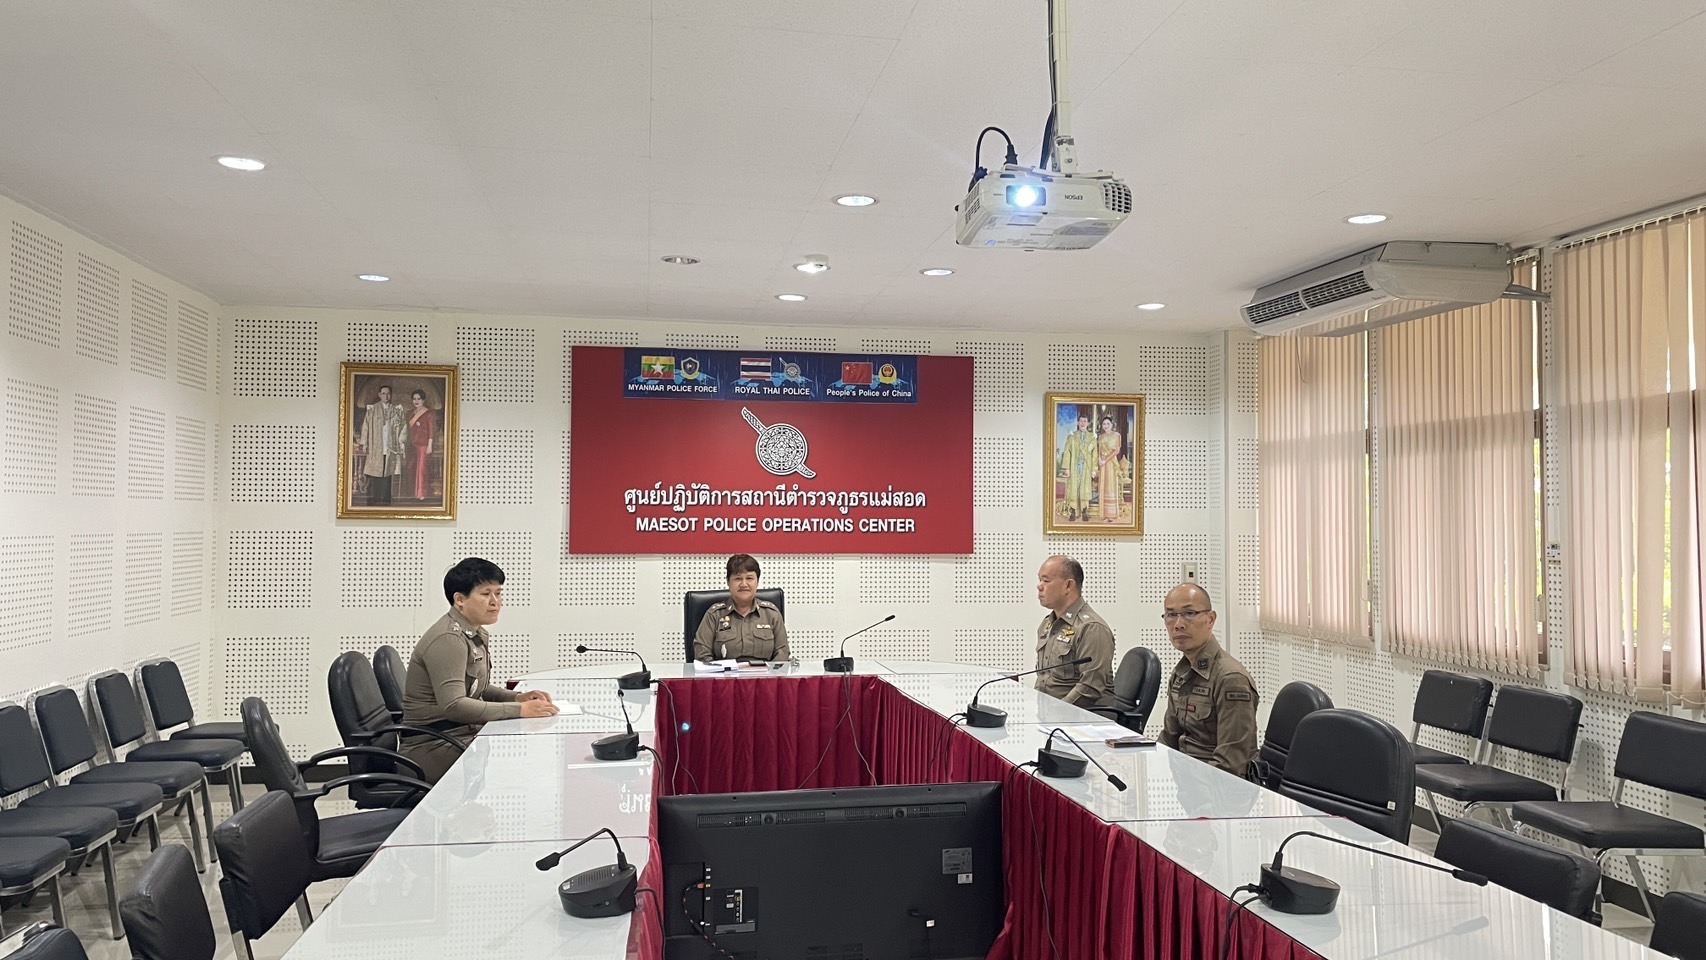 EPSON
MYANMAR POLICE FORCE
ROYAL THAI POLICE
People's Police of China
ศูนย์ปฏิบัติการสถานีตำรวจภูธรแม่สอด
MAESOT POLICE OPERATIONS CENTER